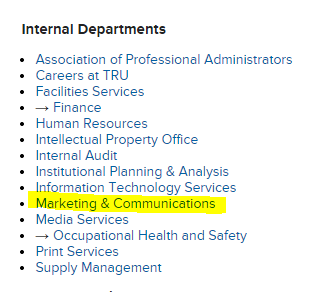 Internal Departments
• Association of Professional Administrators
• Careers at TRU
• Facilities Services
• → Finance
• Human Resources
• Intellectual Property Office
• Internal Audit
• Institutional Planning & Analysis
• Information Technology Services
• Marketing & Communications
• Media Services
• → Occupational Health and Safety
• Print Services
• Supply Management